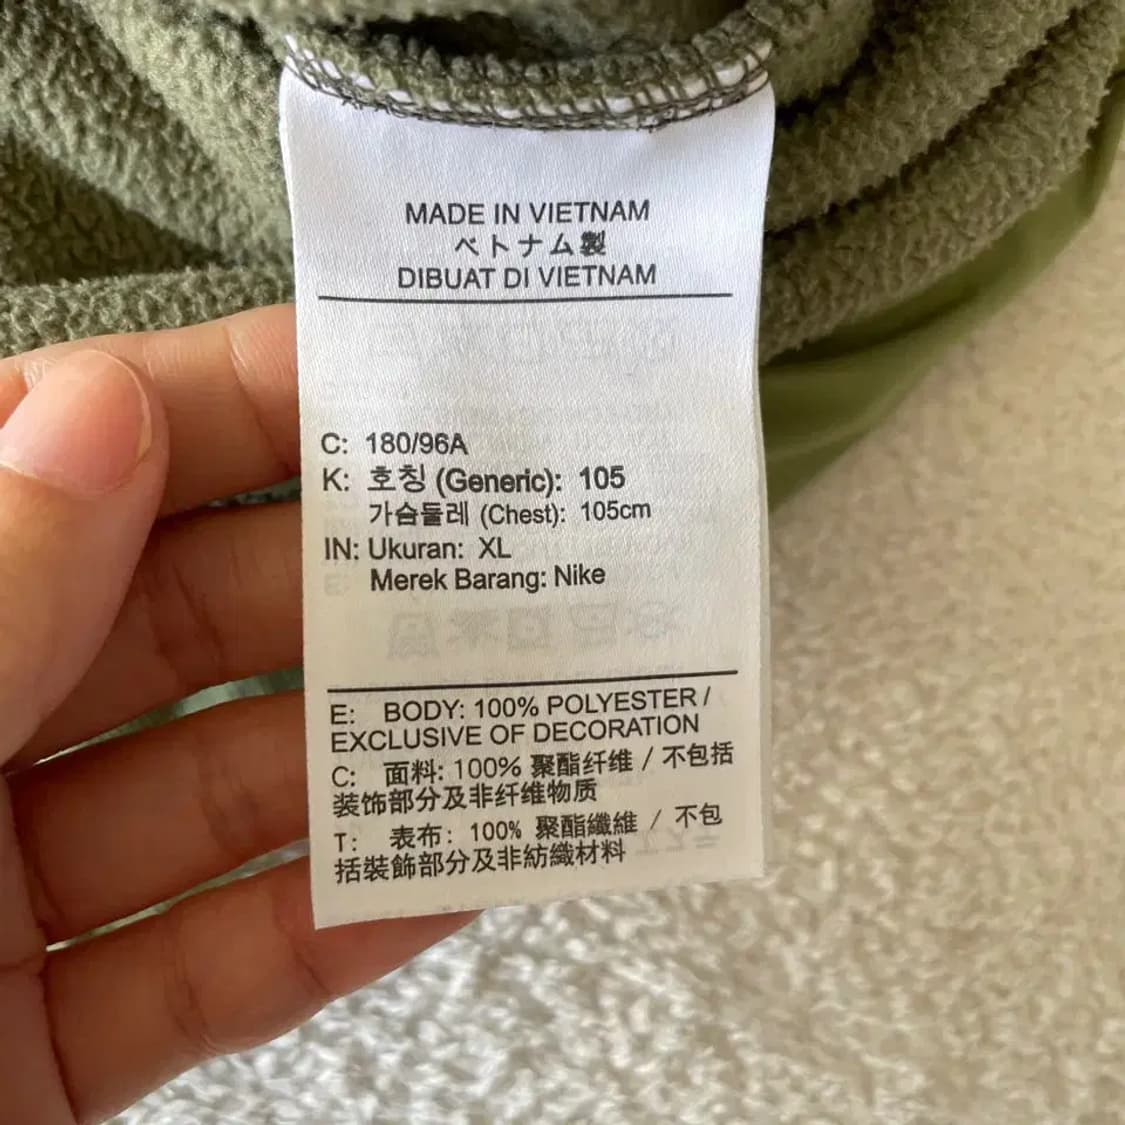 MADE IN VIETNAM
ベトナム製
DIBUAT DI VIETNAM
C: 180/96A
K: 호칭 (Generic): 105
가슴둘레 (Chest): 105cm
IN: Ukuran: XL
Merek Barang: Nike
E: BODY: 100% POLYESTER /
EXCLUSIVE OF DECORATION
C: 面料: 100% 聚酯纤维 / 不包括
装饰部分及非纤维物质
T: 表布: 100% 聚酯纖維 / 不包
括裝飾部分及非紡織材料